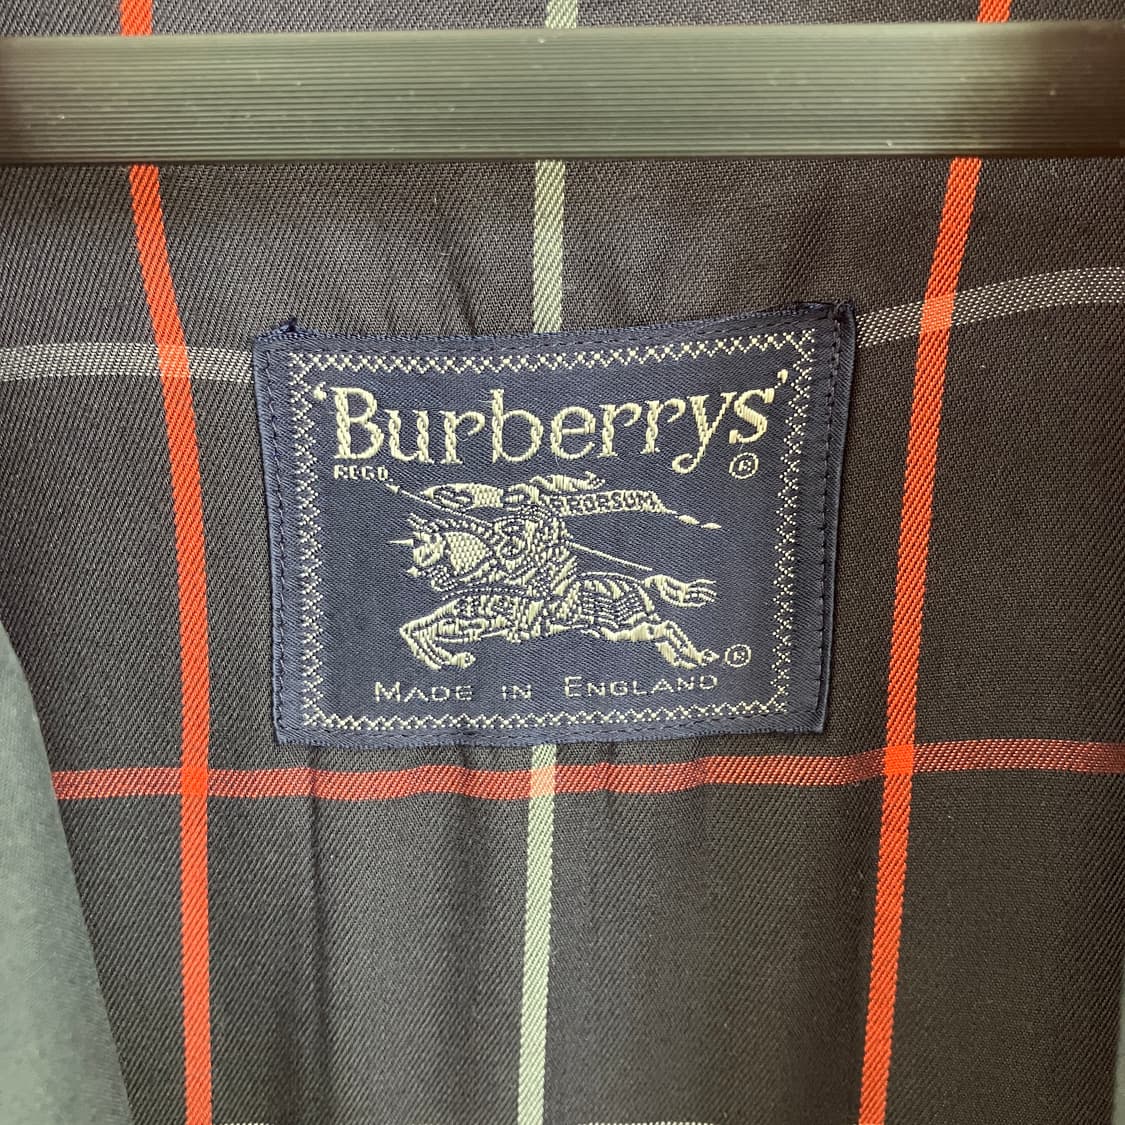 ‘Burberrys’
REGD. ®
PRORSUM
®
MADE IN ENGLAND